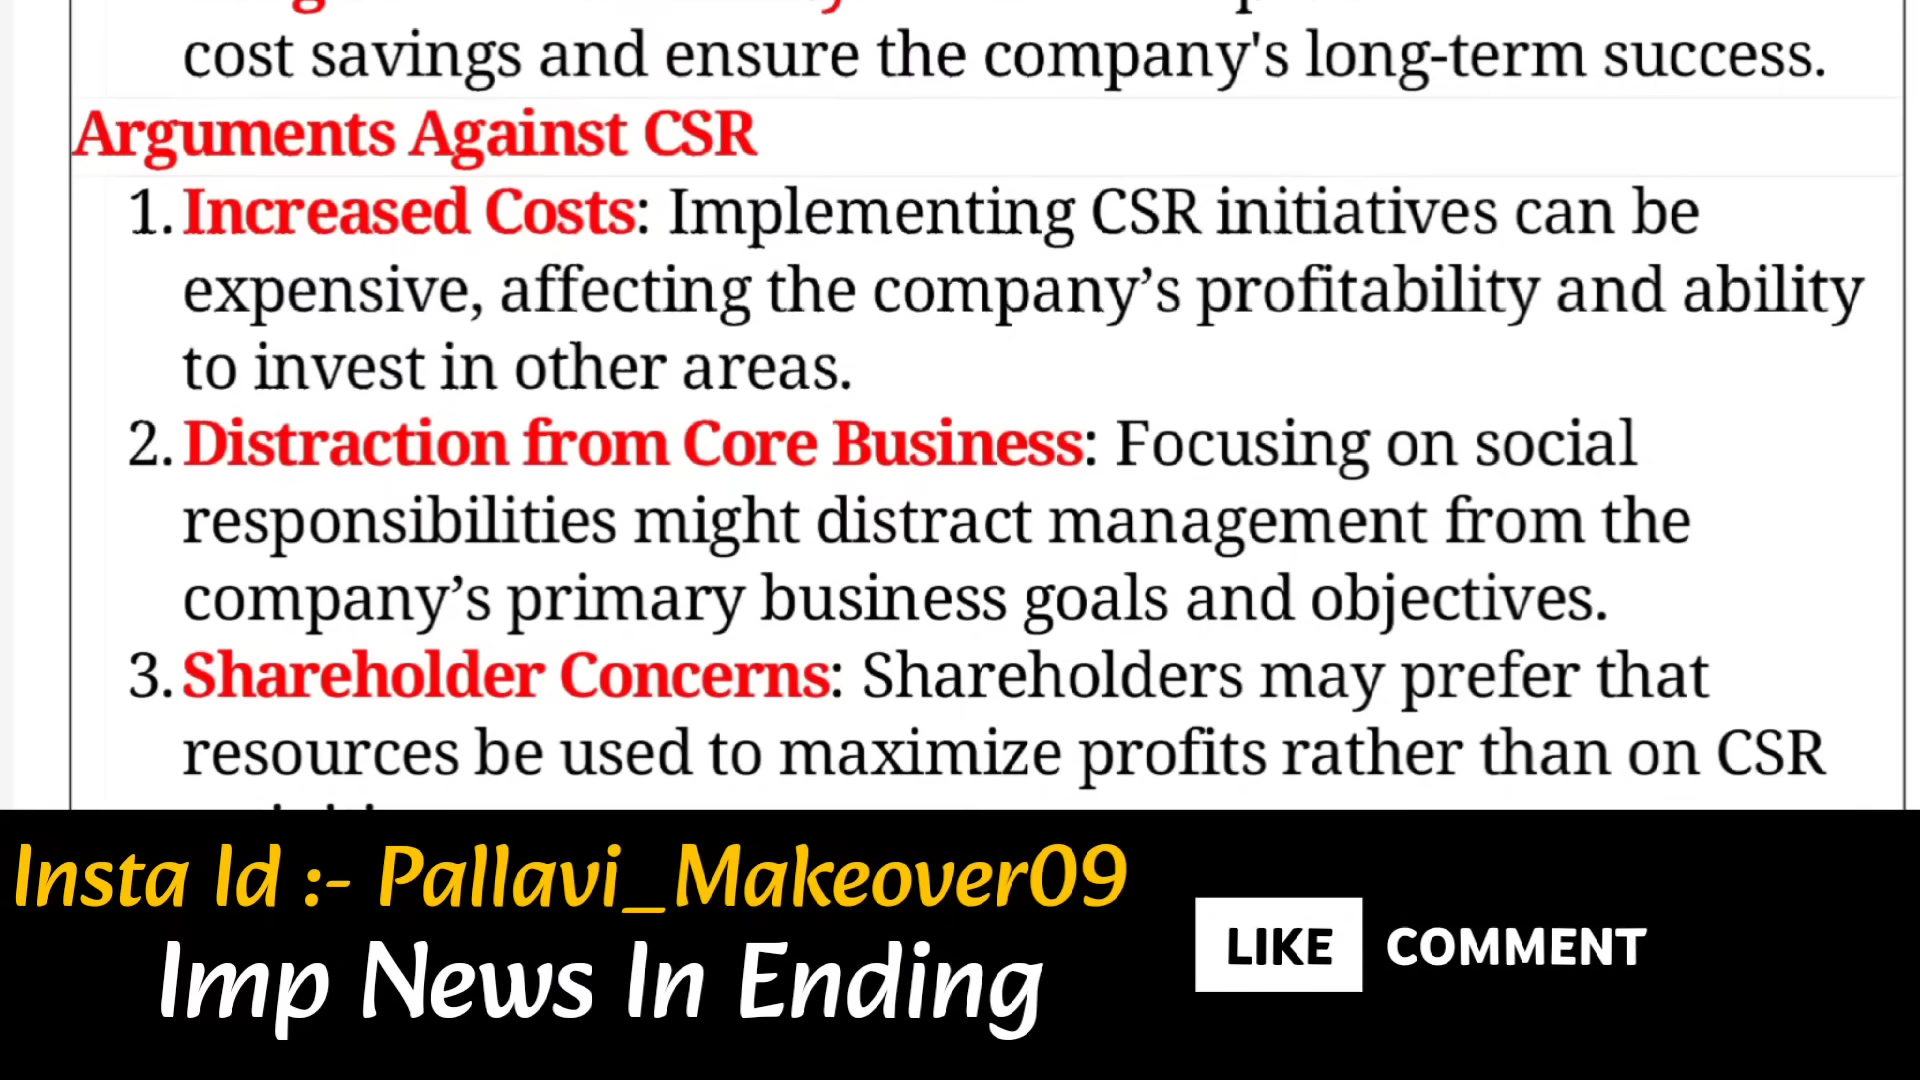 cost savings and ensure the company's long-term success.
Arguments Against CSR
1. Increased Costs: Implementing CSR initiatives can be
expensive, affecting the company’s profitability and ability
to invest in other areas.
2. Distraction from Core Business: Focusing on social
responsibilities might distract management from the
company’s primary business goals and objectives.
3. Shareholder Concerns: Shareholders may prefer that
resources be used to maximize profits rather than on CSR
Insta Id :- Pallavi_Makeover09
Imp News In Ending
LIKE COMMENT